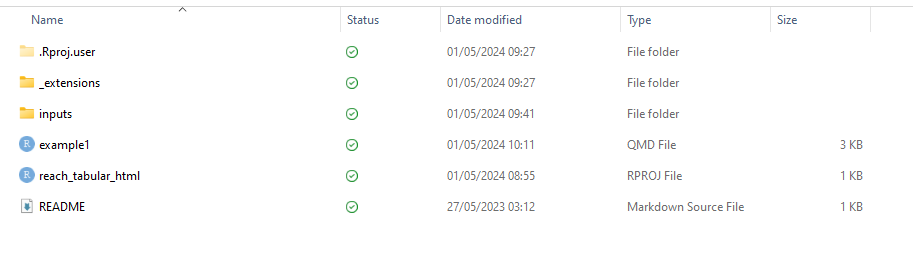 Name Status Date modified Type Size
.Rproj.user 01/05/2024 09:27 File folder
_extensions 01/05/2024 09:27 File folder
inputs 01/05/2024 09:41 File folder
R example1 01/05/2024 10:11 QMD File 3 KB
R reach_tabular_html 01/05/2024 08:55 RPROJ File 1 KB
README 27/05/2023 03:12 Markdown Source File 1 KB